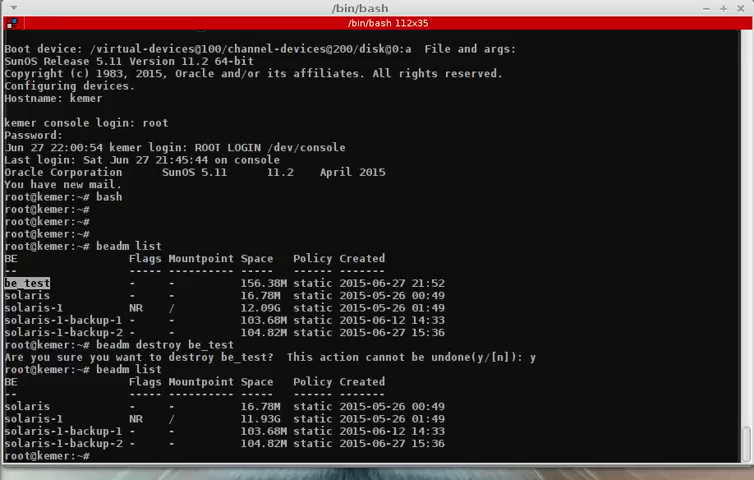 /bin/bash
/bin/bash 112x35
Boot device: /virtual-devices@100/channel-devices@200/disk@0:a  File and args:
SunOS Release 5.11 Version 11.2 64-bit
Copyright (c) 1983, 2015, Oracle and/or its affiliates. All rights reserved.
Configuring devices.
Hostname: kemer
kemer console login: root
Password:
Jun 27 22:00:54 kemer login: ROOT LOGIN /dev/console
Last login: Sat Jun 27 21:45:44 on console
Oracle Corporation      SunOS 5.11      11.2    April 2015
You have new mail.
root@kemer:~# bash
root@kemer:~#
root@kemer:~#
root@kemer:~#
root@kemer:~# beadm list
BE                 Flags Mountpoint Space   Policy Created
--                 ----- ---------- -----   ------ -------
be_test            -     -          156.38M static 2015-06-27 21:52
solaris            -     -          16.78M  static 2015-05-26 00:49
solaris-1          NR    /          12.09G  static 2015-05-26 01:49
solaris-1-backup-1 -     -          103.68M static 2015-06-12 14:33
solaris-1-backup-2 -     -          104.82M static 2015-06-27 15:36
root@kemer:~# beadm destroy be_test
Are you sure you want to destroy be_test?  This action cannot be undone(y/[n]): y
root@kemer:~# beadm list
BE                 Flags Mountpoint Space   Policy Created
--                 ----- ---------- -----   ------ -------
solaris            -     -          16.78M  static 2015-05-26 00:49
solaris-1          NR    /          11.93G  static 2015-05-26 01:49
solaris-1-backup-1 -     -          103.68M static 2015-06-12 14:33
solaris-1-backup-2 -     -          104.82M static 2015-06-27 15:36
root@kemer:~#